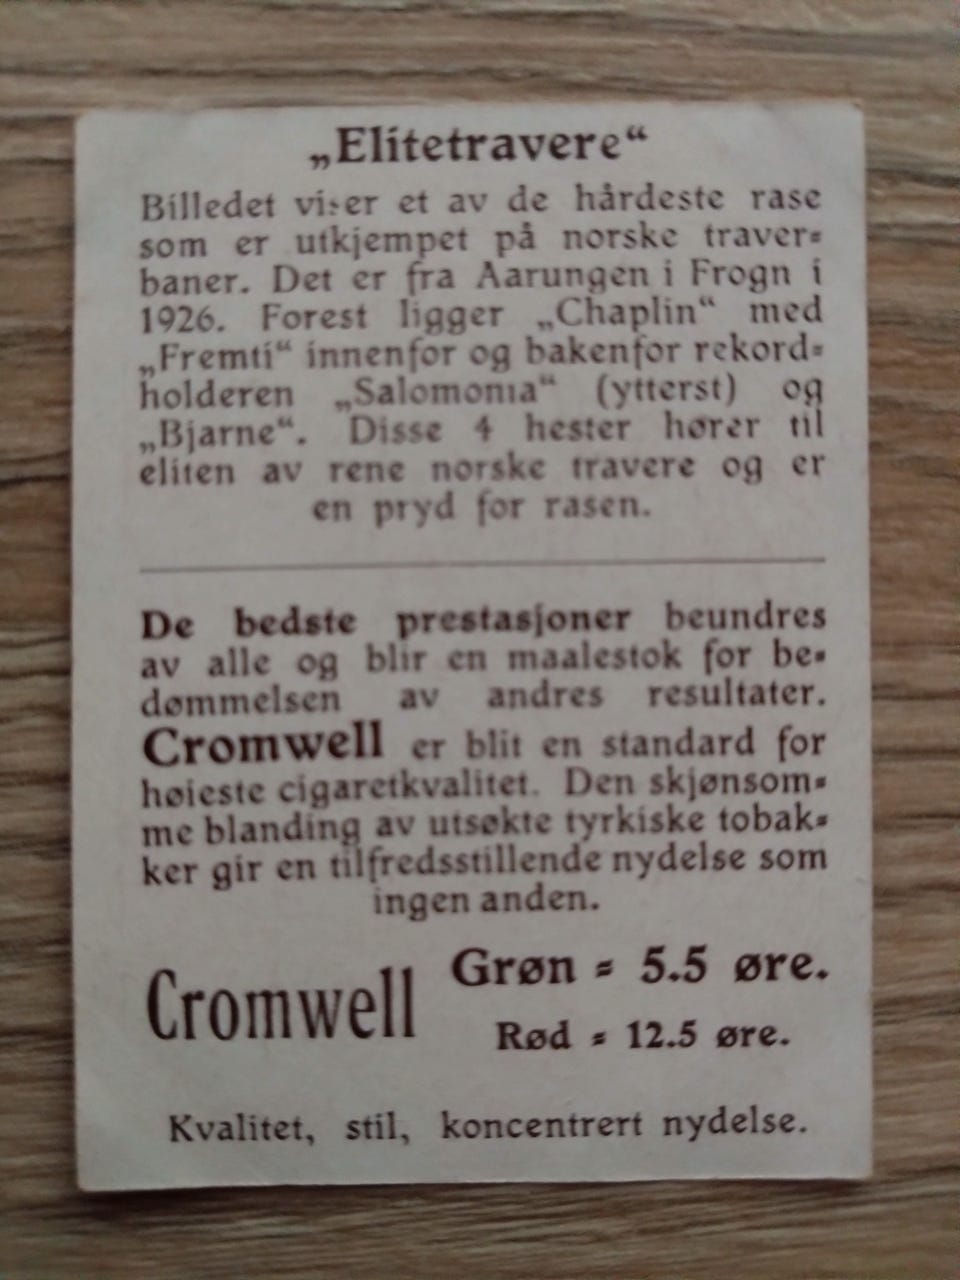 „Elitetravere“
Billedet viser et av de hårdeste rase
som er utkjempet på norske traver=
baner. Det er fra Aarungen i Frogn i
1926. Forest ligger „Chaplin“ med
„Fremti“ innenfor og bakenfor rekord=
holderen „Salomonia“ (ytterst) og
„Bjarne“. Disse 4 hester hører til
eliten av rene norske travere og er
en pryd for rasen.
De bedste prestasjoner beundres
av alle og blir en maalestok for be=
dømmelsen av andres resultater.
Cromwell er blit en standard for
høieste cigaretkvalitet. Den skjønsom=
me blanding av utsøkte tyrkiske tobak=
ker gir en tilfredsstillende nydelse som
ingen anden.
Cromwell
Grøn = 5.5 øre.
Rød = 12.5 øre.
Kvalitet, stil, koncentrert nydelse.